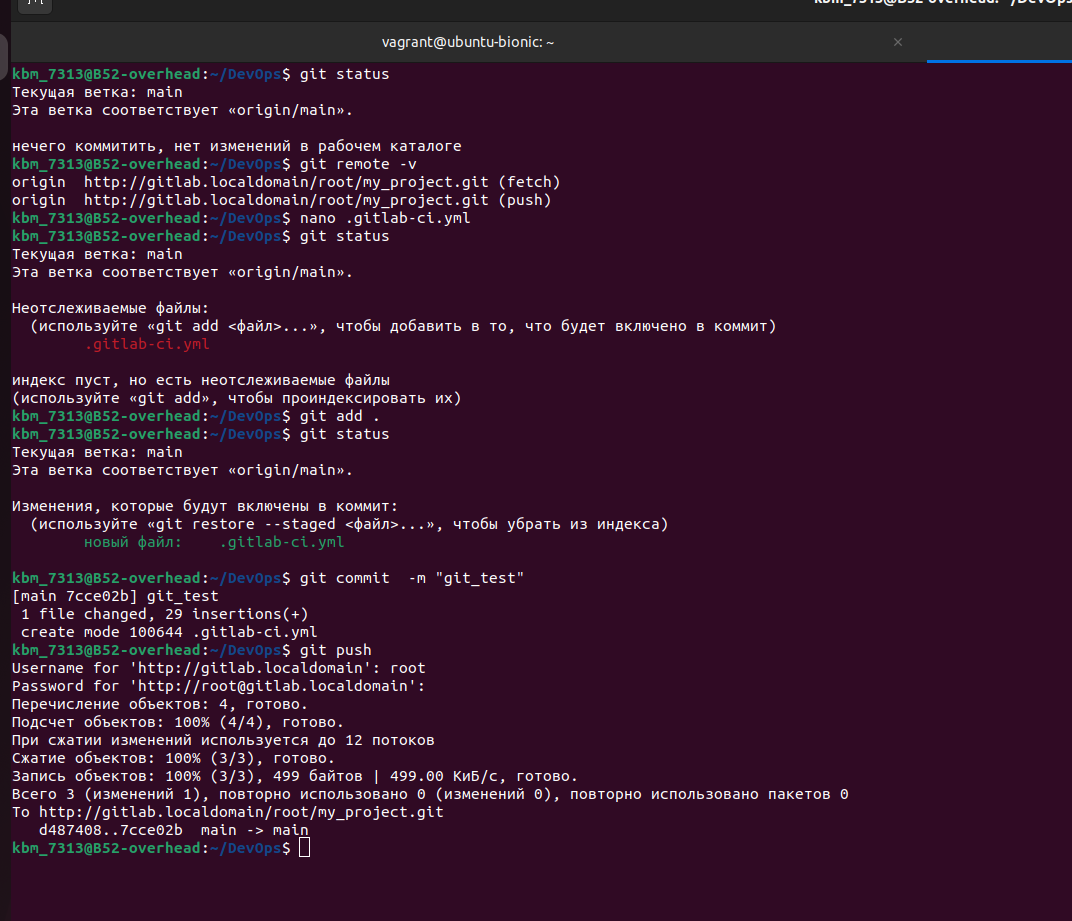 vagrant@ubuntu-bionic: ~
kbm_7313@B52-overhead:~/DevOps$ git status
Текущая ветка: main
Эта ветка соответствует «origin/main».
нечего коммитить, нет изменений в рабочем каталоге
kbm_7313@B52-overhead:~/DevOps$ git remote -v
origin  http://gitlab.localdomain/root/my_project.git (fetch)
origin  http://gitlab.localdomain/root/my_project.git (push)
kbm_7313@B52-overhead:~/DevOps$ nano .gitlab-ci.yml
kbm_7313@B52-overhead:~/DevOps$ git status
Текущая ветка: main
Эта ветка соответствует «origin/main».
Неотслеживаемые файлы:
  (используйте «git add <файл>...», чтобы добавить в то, что будет включено в коммит)
        .gitlab-ci.yml
индекс пуст, но есть неотслеживаемые файлы
(используйте «git add», чтобы проиндексировать их)
kbm_7313@B52-overhead:~/DevOps$ git add .
kbm_7313@B52-overhead:~/DevOps$ git status
Текущая ветка: main
Эта ветка соответствует «origin/main».
Изменения, которые будут включены в коммит:
  (используйте «git restore --staged <файл>...», чтобы убрать из индекса)
        новый файл:    .gitlab-ci.yml
kbm_7313@B52-overhead:~/DevOps$ git commit  -m "git_test"
[main 7cce02b] git_test
 1 file changed, 29 insertions(+)
 create mode 100644 .gitlab-ci.yml
kbm_7313@B52-overhead:~/DevOps$ git push
Username for 'http://gitlab.localdomain': root
Password for 'http://root@gitlab.localdomain':
Перечисление объектов: 4, готово.
Подсчет объектов: 100% (4/4), готово.
При сжатии изменений используется до 12 потоков
Сжатие объектов: 100% (3/3), готово.
Запись объектов: 100% (3/3), 499 байтов | 499.00 КиБ/с, готово.
Всего 3 (изменений 1), повторно использовано 0 (изменений 0), повторно использовано пакетов 0
To http://gitlab.localdomain/root/my_project.git
   d487408..7cce02b  main -> main
kbm_7313@B52-overhead:~/DevOps$